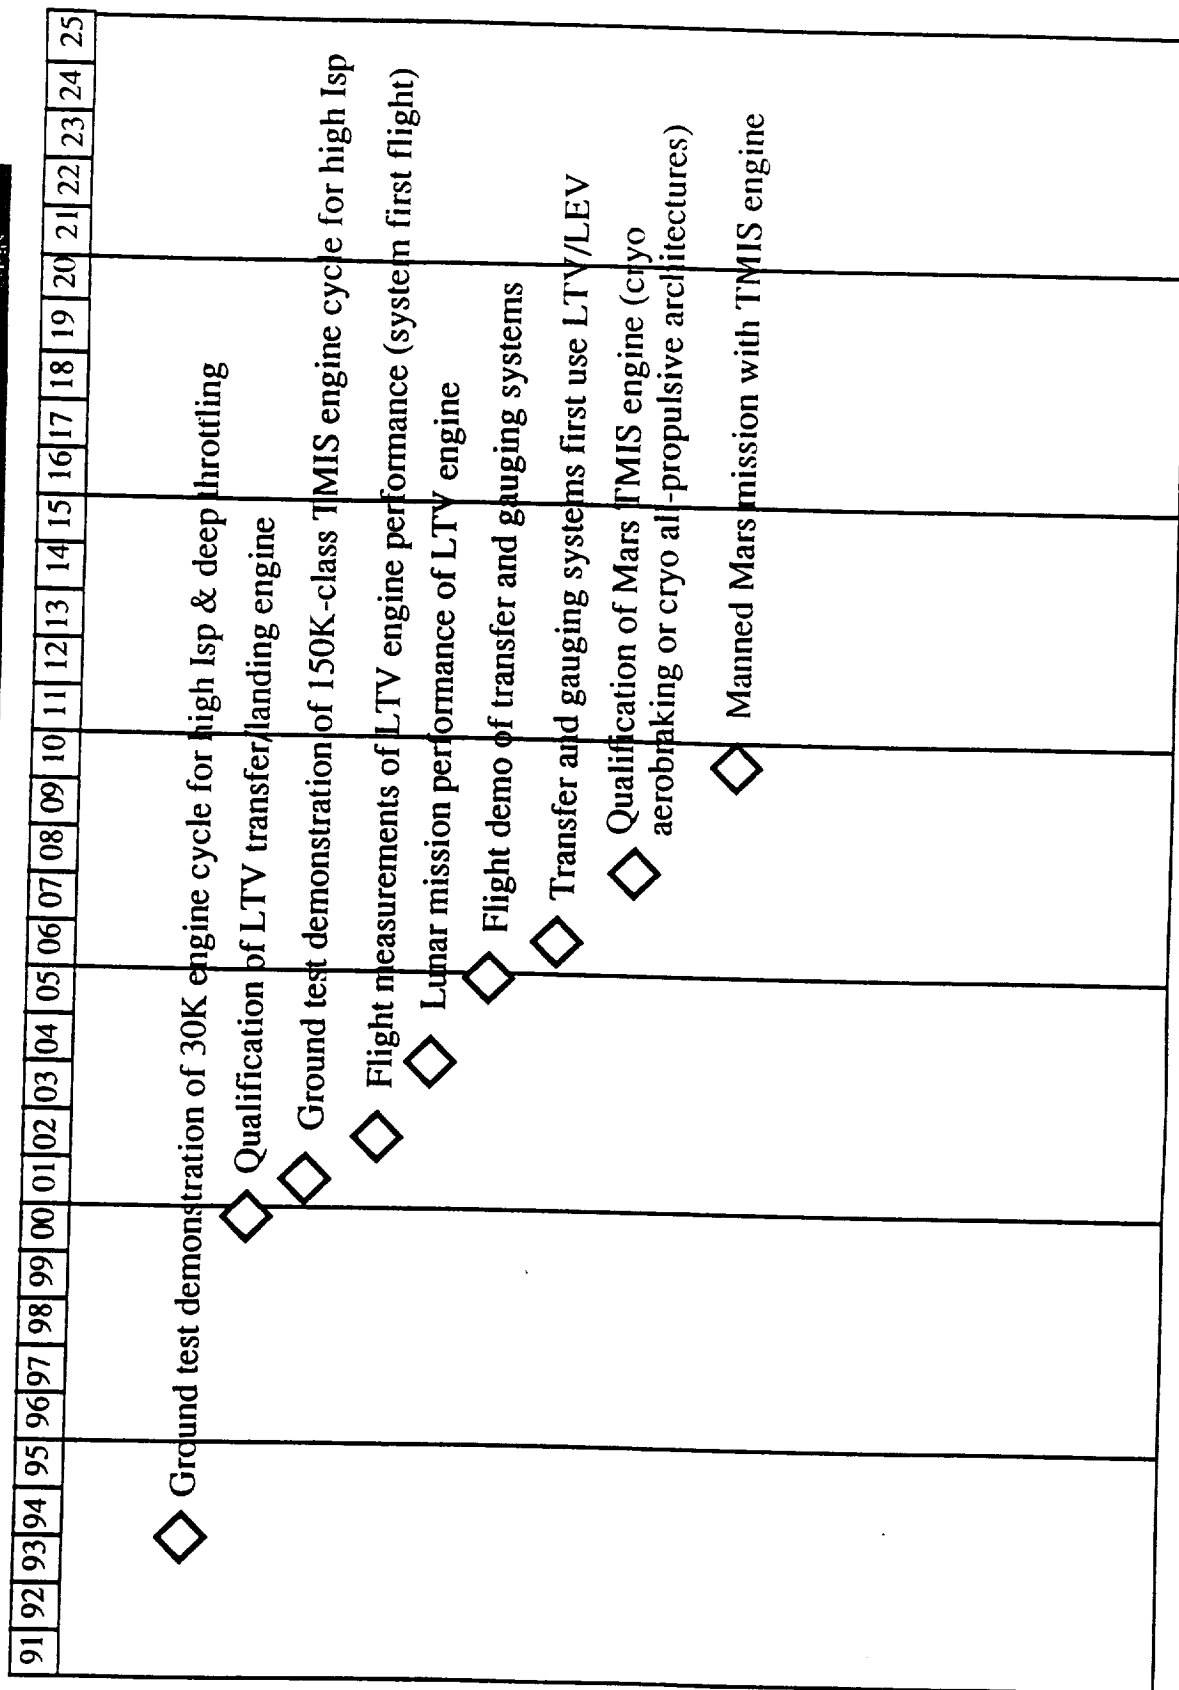 91 92 93 94 95 96 97 98 99 00 01 02 03 04 05 06 07 08 09 10 11 12 13 14 15 16 17 18 19 20 21 22 23 24 25
Ground test demonstration of 30K engine cycle for high Isp & deep throttling
Qualification of LTV transfer/landing engine
Ground test demonstration of 150K-class TMIS engine cycle for high Isp
Flight measurements of LTV engine performance (system first flight)
Lunar mission performance of LTV engine
Flight demo of transfer and gauging systems
Transfer and gauging systems first use LTV/LEV
Qualification of Mars TMIS engine (cryo
aerobraking or cryo all-propulsive architectures)
Manned Mars mission with TMIS engine